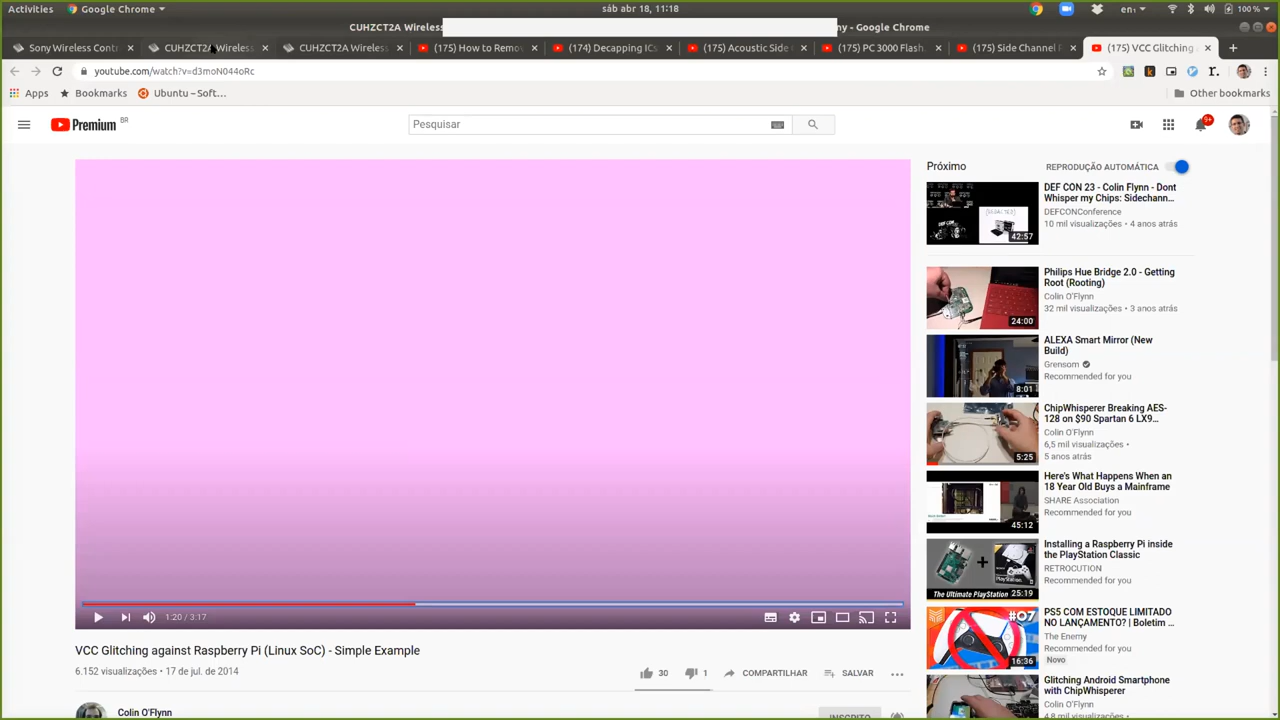 Activities Google Chrome sáb abr 18, 11:18 en 100 %
CUHZCT2A Wireless ny - Google Chrome
Sony Wireless Cont × CUHZCT2A Wireless × CUHZCT2A Wireless × (175) How to Remov × (174) Decapping ICs × (175) Acoustic Side × (175) PC 3000 Flash × (175) Side Channel × (175) VCC Glitching × +
youtube.com/watch?v=d3moN044oRc
Apps Bookmarks Ubuntu – Soft... Other bookmarks
Premium BR
Pesquisar
9+
Próximo REPRODUÇÃO AUTOMÁTICA
DEF CON 23 - Colin Flynn - Dont
Whisper my Chips: Sidechann...
DEFCONConference
10 mil visualizações • 4 anos atrás
42:57
Philips Hue Bridge 2.0 - Getting
Root (Rooting)
Colin O'Flynn
32 mil visualizações • 3 anos atrás
24:00
ALEXA Smart Mirror (New
Build)
Grensom
Recommended for you
8:01
ChipWhisperer Breaking AES-
128 on $90 Spartan 6 LX9...
Colin O'Flynn
6,5 mil visualizações •
5 anos atrás
5:25
Here's What Happens When an
18 Year Old Buys a Mainframe
SHARE Association
Recommended for you
45:12
Installing a Raspberry Pi inside
the PlayStation Classic
RETROCUTION
Recommended for you
The Ultimate PlayStation
25:19
PS5 COM ESTOQUE LIMITADO
NO LANÇAMENTO? | Boletim ...
The Enemy
Recommended for you
Novo
#07
16:36
Glitching Android Smartphone
with ChipWhisperer
Colin O'Flynn
4,8 mil visualizações •
1:20 / 3:17
VCC Glitching against Raspberry Pi (Linux SoC) - Simple Example
6.152 visualizações • 17 de jul. de 2014
30 1 COMPARTILHAR SALVAR
Colin O'Flynn
INSCRITO